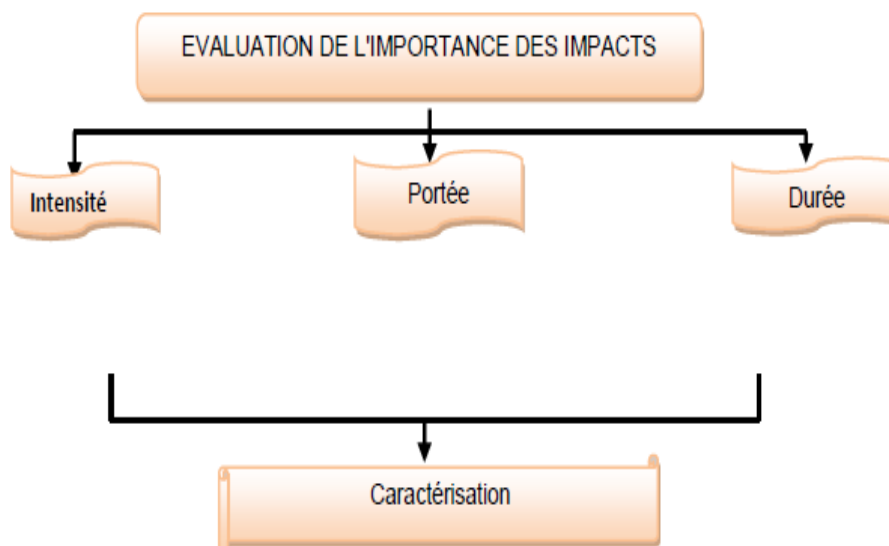 EVALUATION DE L'IMPORTANCE DES IMPACTS
Intensité
Portée
Durée
Caractérisation